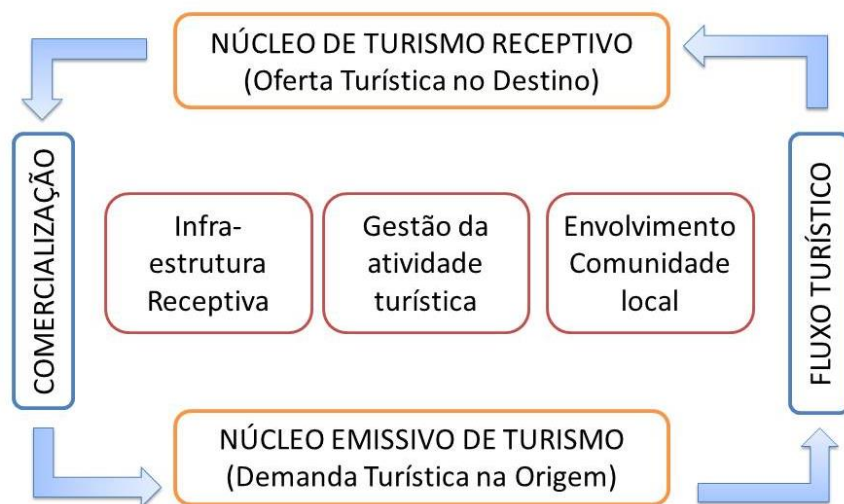 NÚCLEO DE TURISMO RECEPTIVO
(Oferta Turística no Destino)
COMERCIALIZAÇÃO
Infra-
estrutura
Receptiva
Gestão da
atividade
turística
Envolvimento
Comunidade
local
FLUXO TURÍSTICO
NÚCLEO EMISSIVO DE TURISMO
(Demanda Turística na Origem)